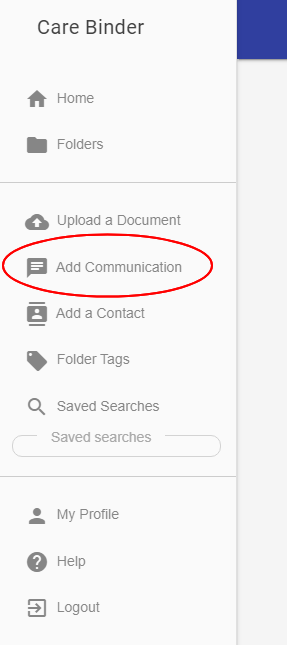 Care Binder
Home
Folders
Upload a Document
Add Communication
Add a Contact
Folder Tags
Saved Searches
Saved searches
My Profile
Help
Logout